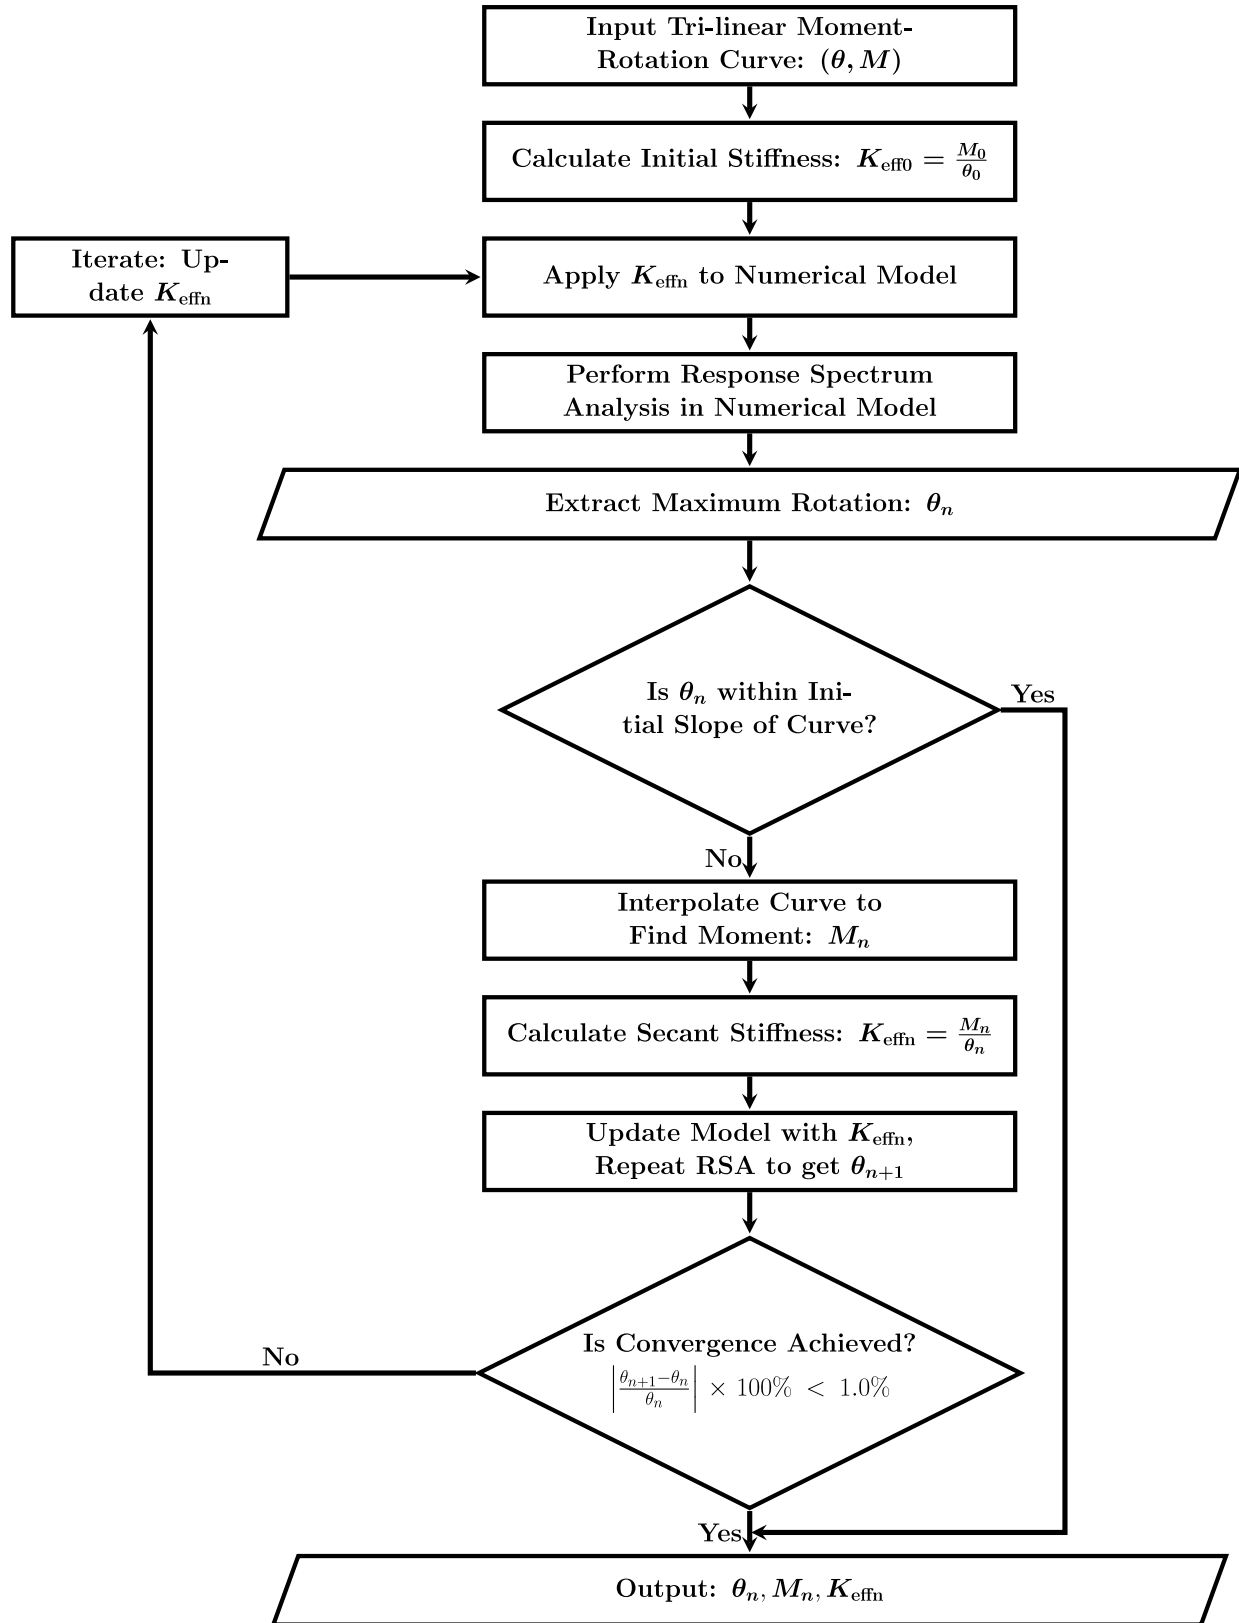 Input Tri-linear Moment-
Rotation Curve: (θ, M)
Calculate Initial Stiffness: K_eff0 = M_0/θ_0
Iterate: Up-
date K_effn
Apply K_effn to Numerical Model
Perform Response Spectrum
Analysis in Numerical Model
Extract Maximum Rotation: θ_n
Is θ_n within Ini-
tial Slope of Curve?
Yes
No
Interpolate Curve to
Find Moment: M_n
Calculate Secant Stiffness: K_effn = M_n/θ_n
Update Model with K_effn,
Repeat RSA to get θ_{n+1}
Is Convergence Achieved?
|(θ_{n+1}−θ_n)/θ_n| × 100% < 1.0%
No
Yes
Output: θ_n, M_n, K_effn